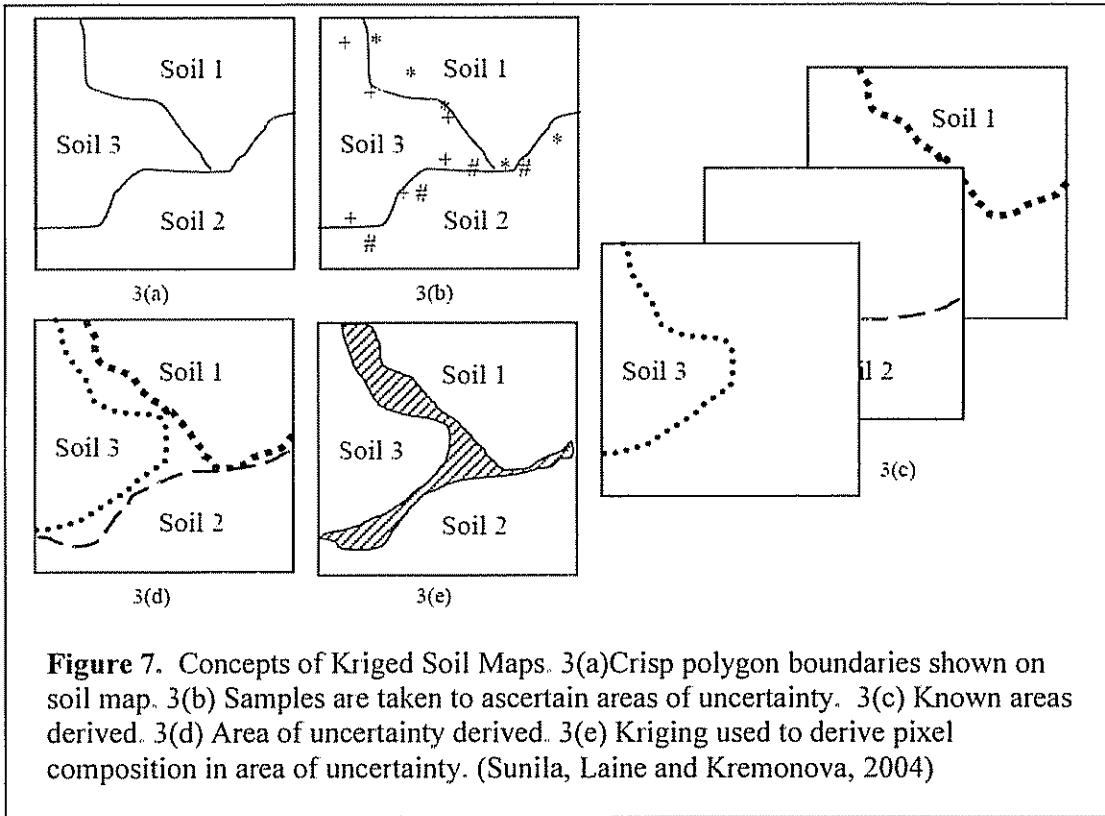 Soil 1
Soil 3
Soil 2
3(a)
+ *
Soil 1
*
+
*
+
Soil 3
+ # * # *
+ #
+
Soil 2
#
3(b)
Soil 1
il 2
Soil 3
3(c)
Soil 1
Soil 3
Soil 2
3(d)
Soil 1
Soil 3
Soil 2
3(e)
Figure 7. Concepts of Kriged Soil Maps. 3(a)Crisp polygon boundaries shown on
soil map. 3(b) Samples are taken to ascertain areas of uncertainty. 3(c) Known areas
derived. 3(d) Area of uncertainty derived. 3(e) Kriging used to derive pixel
composition in area of uncertainty. (Sunila, Laine and Kremonova, 2004)